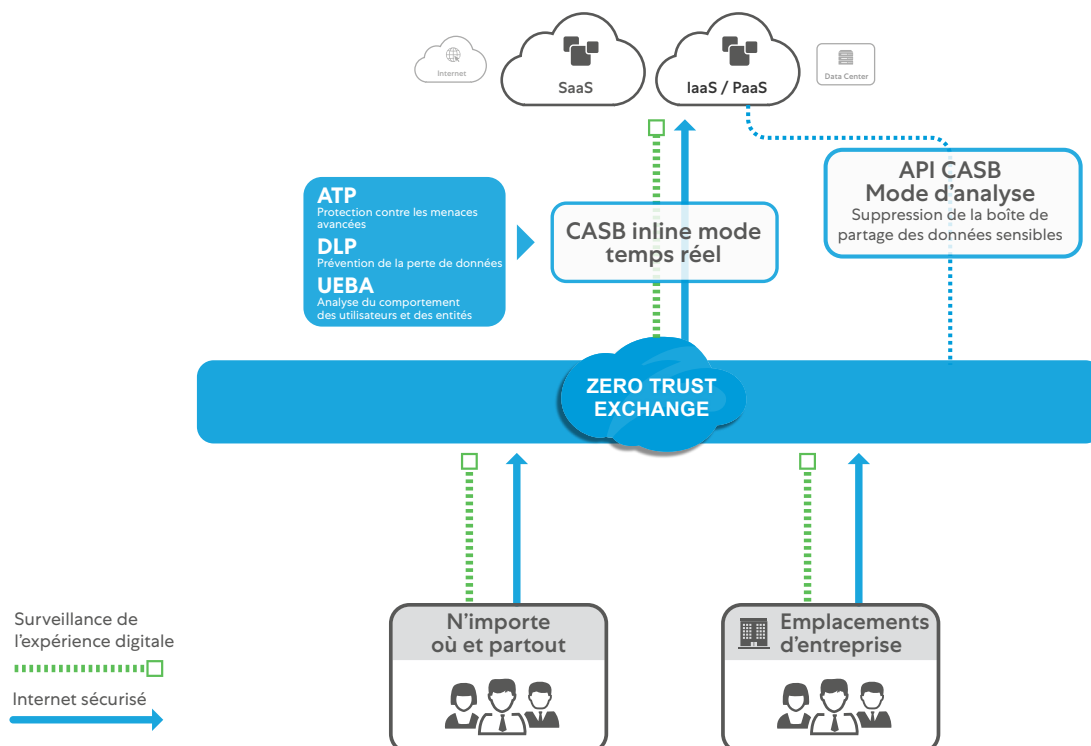 Internet
SaaS
IaaS / PaaS
Data Center
ATP
Protection contre les menaces
avancées
DLP
Prévention de la perte de données
UEBA
Analyse du comportement
des utilisateurs et des entités
CASB inline mode
temps réel
API CASB
Mode d’analyse
Suppression de la boîte de
partage des données sensibles
ZERO TRUST
EXCHANGE
N’importe
où et partout
Emplacements
d’entreprise
Surveillance de
l’expérience digitale
Internet sécurisé